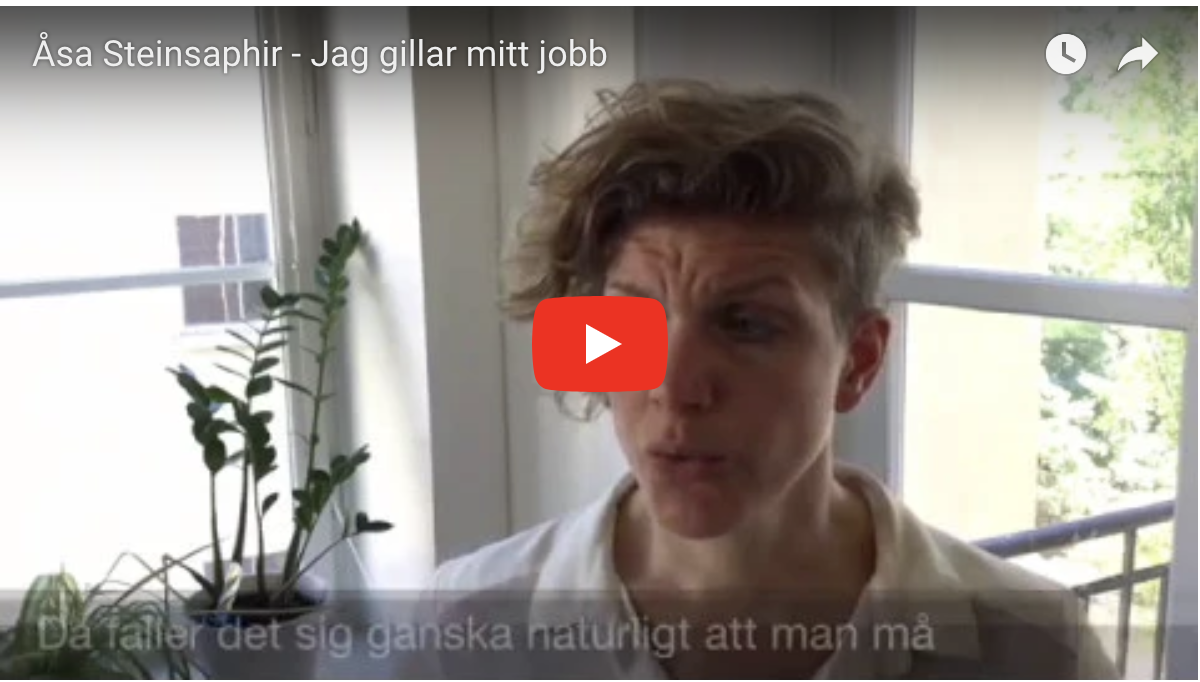 Åsa Steinsaphir - Jag gillar mitt jobb
Då faller det sig ganska naturligt att man må